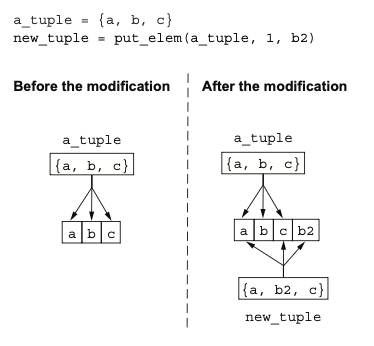 a_tuple = {a, b, c}
new_tuple = put_elem(a_tuple, 1, b2)
Before the modification
After the modification
a_tuple
{a, b, c}
a b c
a_tuple
{a, b, c}
a b c b2
{a, b2, c}
new_tuple